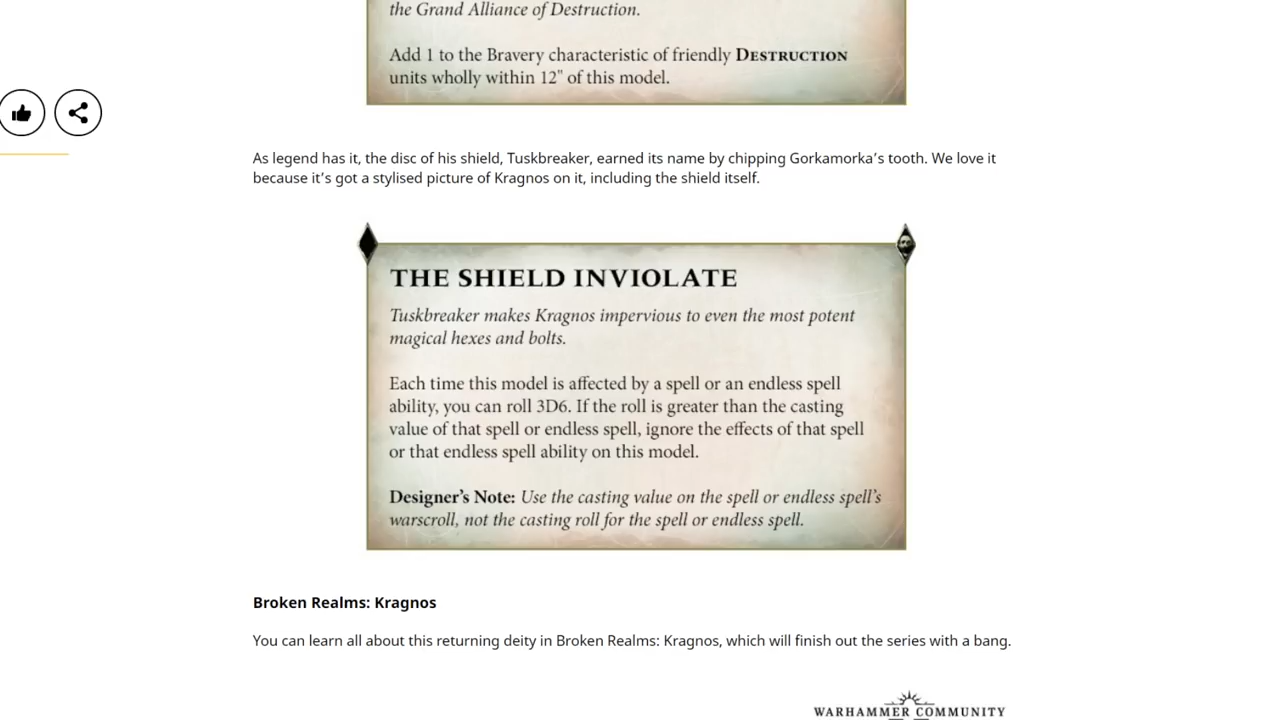 the Grand Alliance of Destruction.
Add 1 to the Bravery characteristic of friendly DESTRUCTION
units wholly within 12" of this model.
As legend has it, the disc of his shield, Tuskbreaker, earned its name by chipping Gorkamorka’s tooth. We love it
because it’s got a stylised picture of Kragnos on it, including the shield itself.
THE SHIELD INVIOLATE
Tuskbreaker makes Kragnos impervious to even the most potent
magical hexes and bolts.
Each time this model is affected by a spell or an endless spell
ability, you can roll 3D6. If the roll is greater than the casting
value of that spell or endless spell, ignore the effects of that spell
or that endless spell ability on this model.
Designer’s Note: Use the casting value on the spell or endless spell’s
warscroll, not the casting roll for the spell or endless spell.
Broken Realms: Kragnos
You can learn all about this returning deity in Broken Realms: Kragnos, which will finish out the series with a bang.
WARHAMMER COMMUNITY